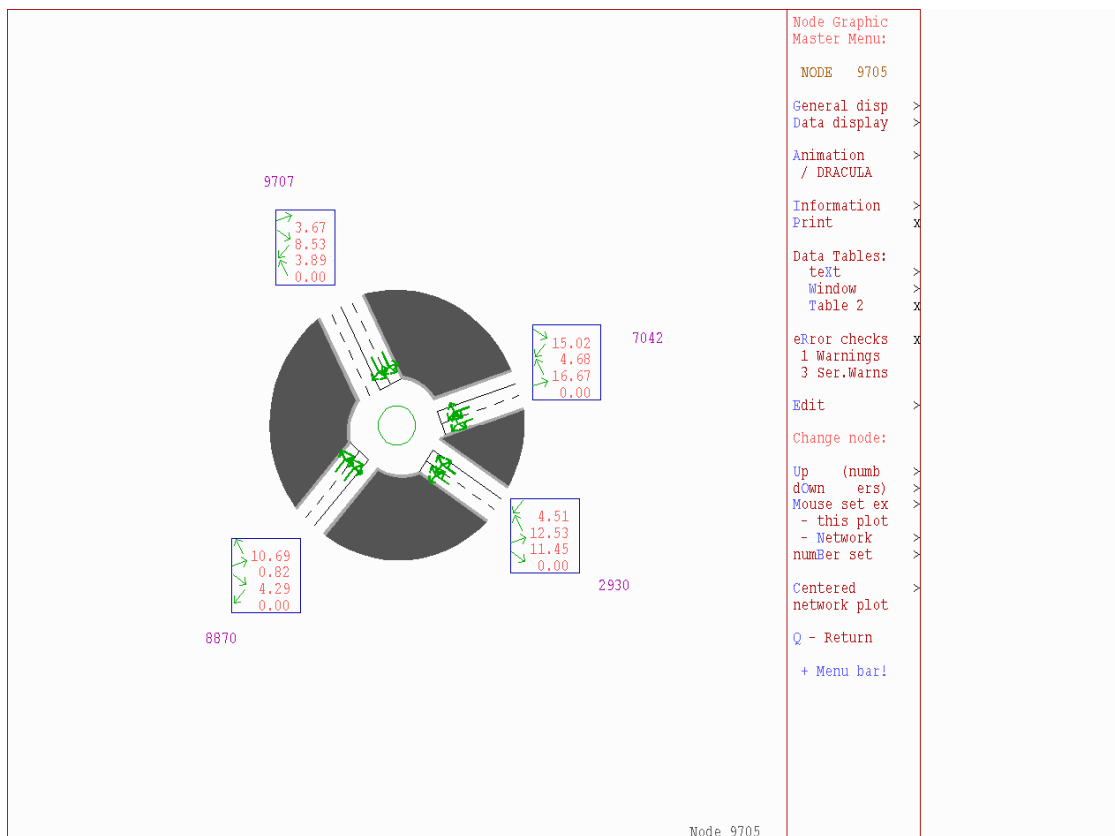 9707
3.67
8.53
3.89
0.00
7042
15.02
4.68
16.67
0.00
4.51
12.53
11.45
0.00
2930
10.69
0.82
4.29
0.00
8870
Node 9705
Node Graphic
Master Menu:
NODE 9705
General disp >
Data display >
Animation >
/ DRACULA
Information >
Print x
Data Tables:
teXt >
Window >
Table 2 x
eRror checks x
1 Warnings
3 Ser.Warns
Edit >
Change node:
Up (numb >
dOwn ers) >
Mouse set ex >
- this plot
- Network >
numBer set >
Centered >
network plot
Q - Return
+ Menu bar!